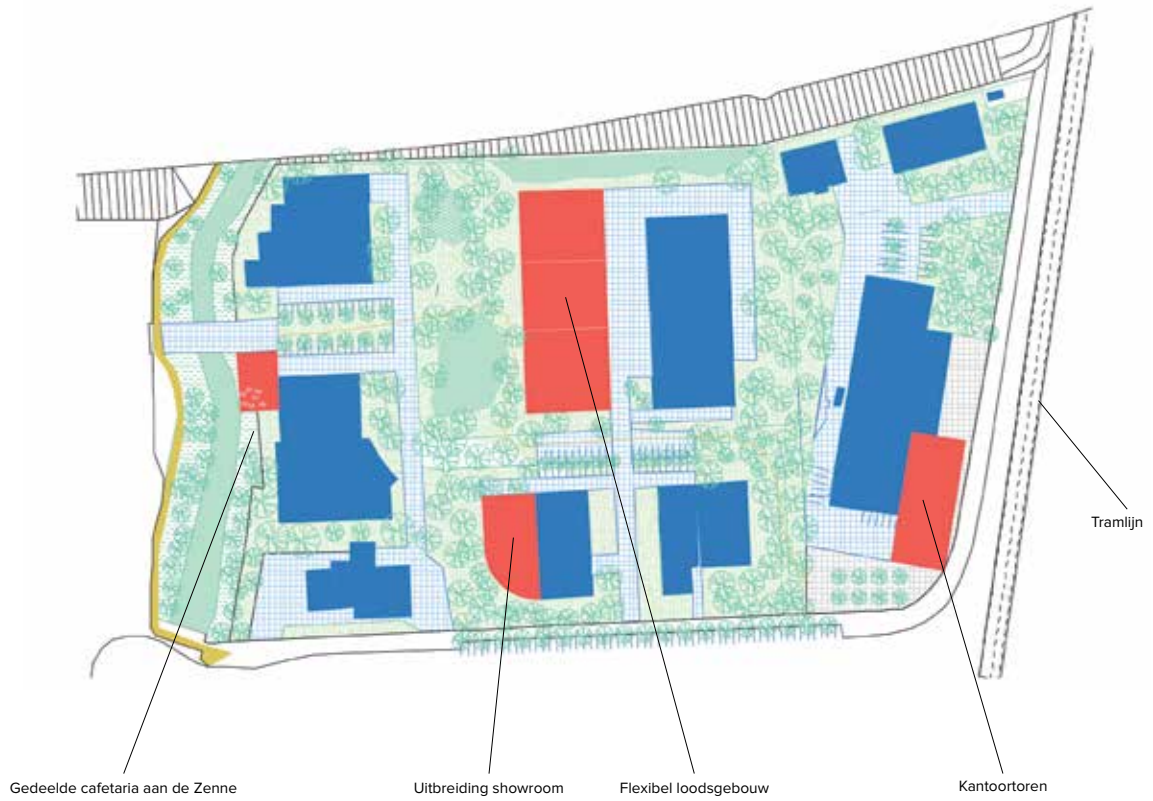 Tramlijn
Gedeelde cafetaria aan de Zenne
Uitbreiding showroom
Flexibel loodsgebouw
Kantoortoren